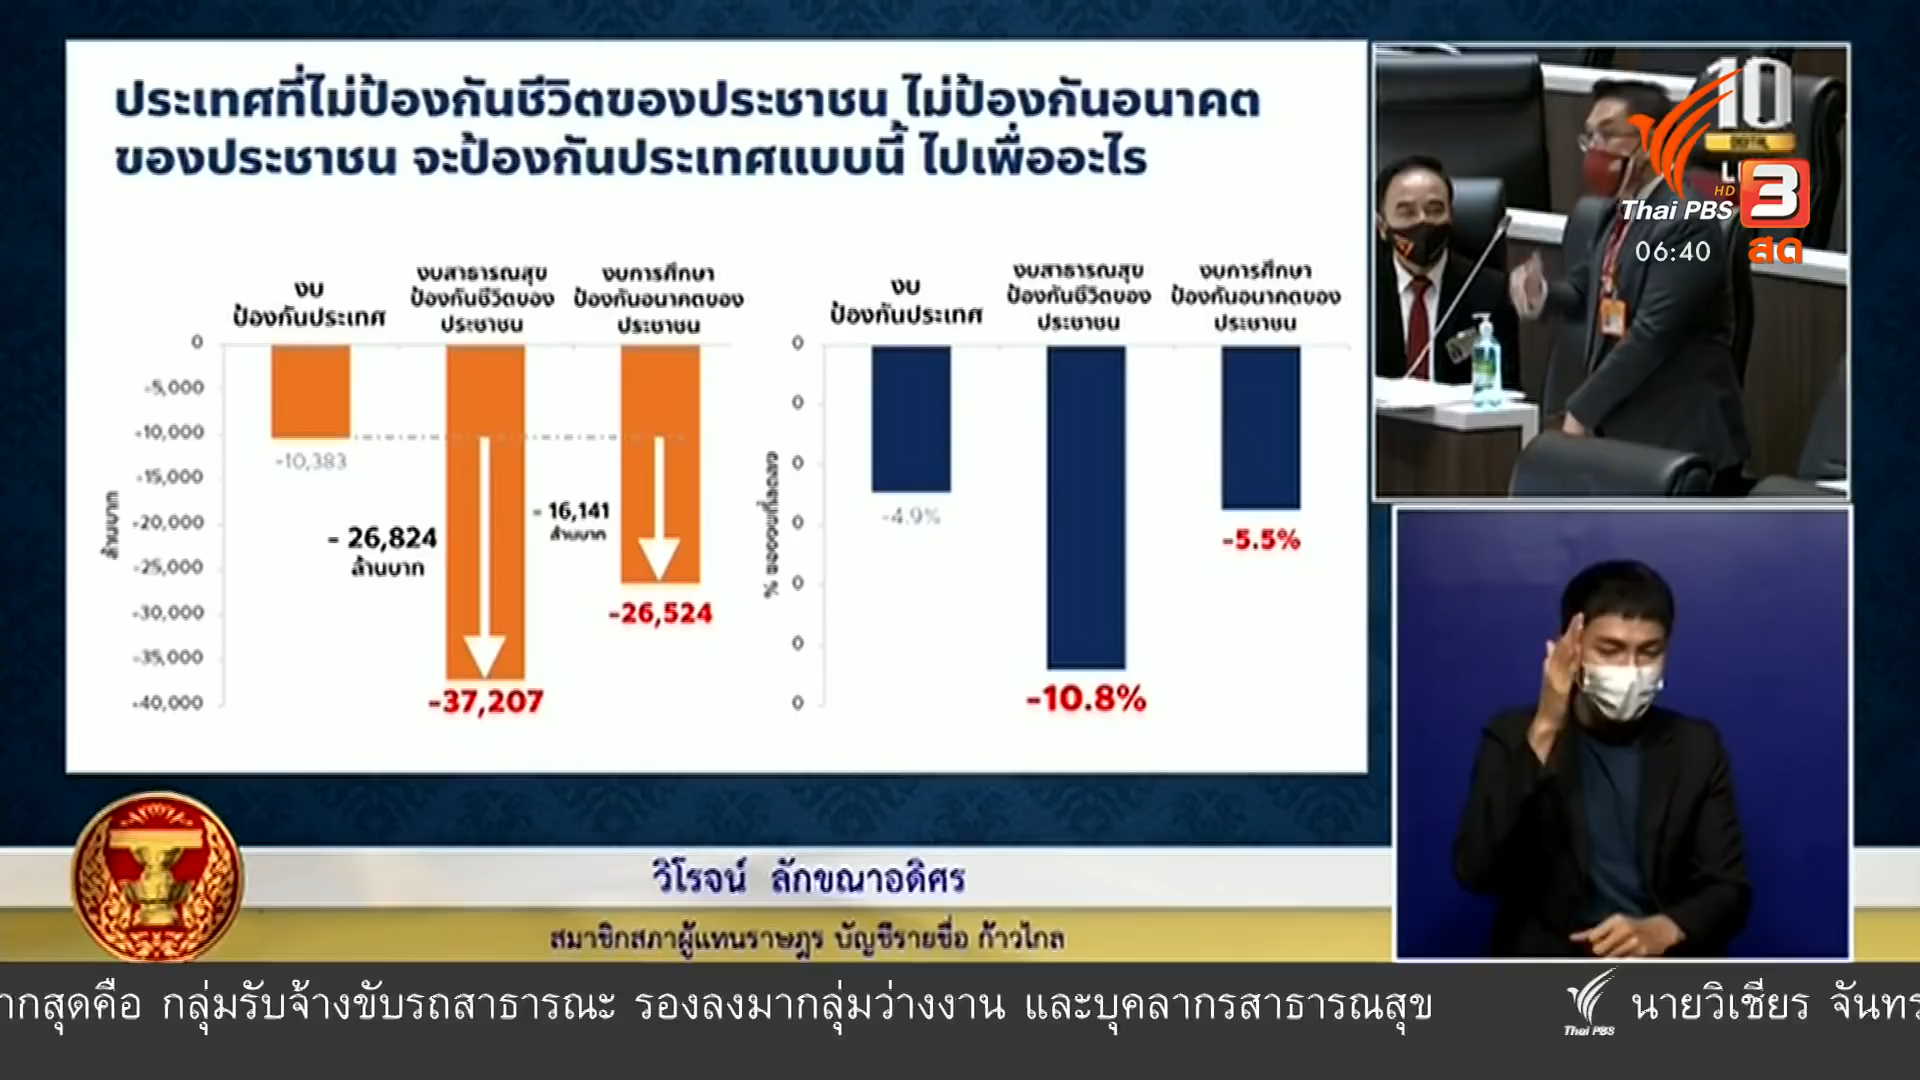 ประเทศที่ไม่ป้องกันชีวิตของประชาชน ไม่ป้องกันอนาคต
ของประชาชน จะป้องกันประเทศแบบนี้ ไปเพื่ออะไร
งบ
ป้องกันประเทศ
งบสาธารณสุข
ป้องกันชีวิตของ
ประชาชน
งบการศึกษา
ป้องกันอนาคตของ
ประชาชน
0
-5,000
-10,000
-15,000
-20,000
-25,000
-30,000
-35,000
-40,000
ล้านบาท
-10,383
- 26,824
ล้านบาท
-37,207
- 16,141
ล้านบาท
-26,524
งบ
ป้องกันประเทศ
งบสาธารณสุข
ป้องกันชีวิตของ
ประชาชน
งบการศึกษา
ป้องกันอนาคตของ
ประชาชน
0
0
0
0
0
0
0
% ของงบที่ลดลง
-4.9%
-10.8%
-5.5%
10
DIGITAL
HD
Thai PBS
3
06:40
สด
วิโรจน์ ลักขณาอดิศร
สมาชิกสภาผู้แทนราษฎร บัญชีรายชื่อ ก้าวไกล
ากสุดคือ กลุ่มรับจ้างขับรถสาธารณะ รองลงมากลุ่มว่างงาน และบุคลากรสาธารณสุข
Thai PBS
นายวิเชียร จันทร